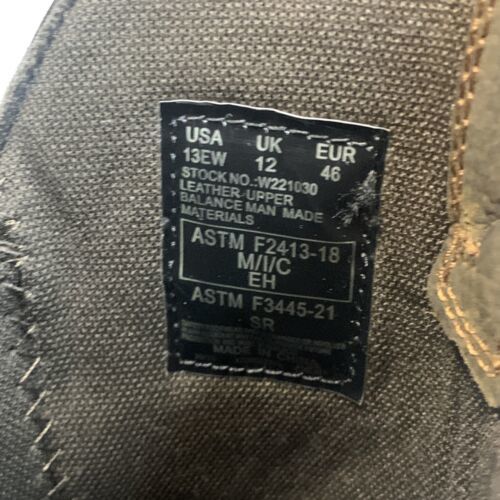 USA UK EUR
13EW 12 46
STOCK NO.:W221030
LEATHER-UPPER
BALANCE MAN MADE
MATERIALS
ASTM F2413-18
M/I/C
EH
ASTM F3445-21
SR
MADE IN CHINA